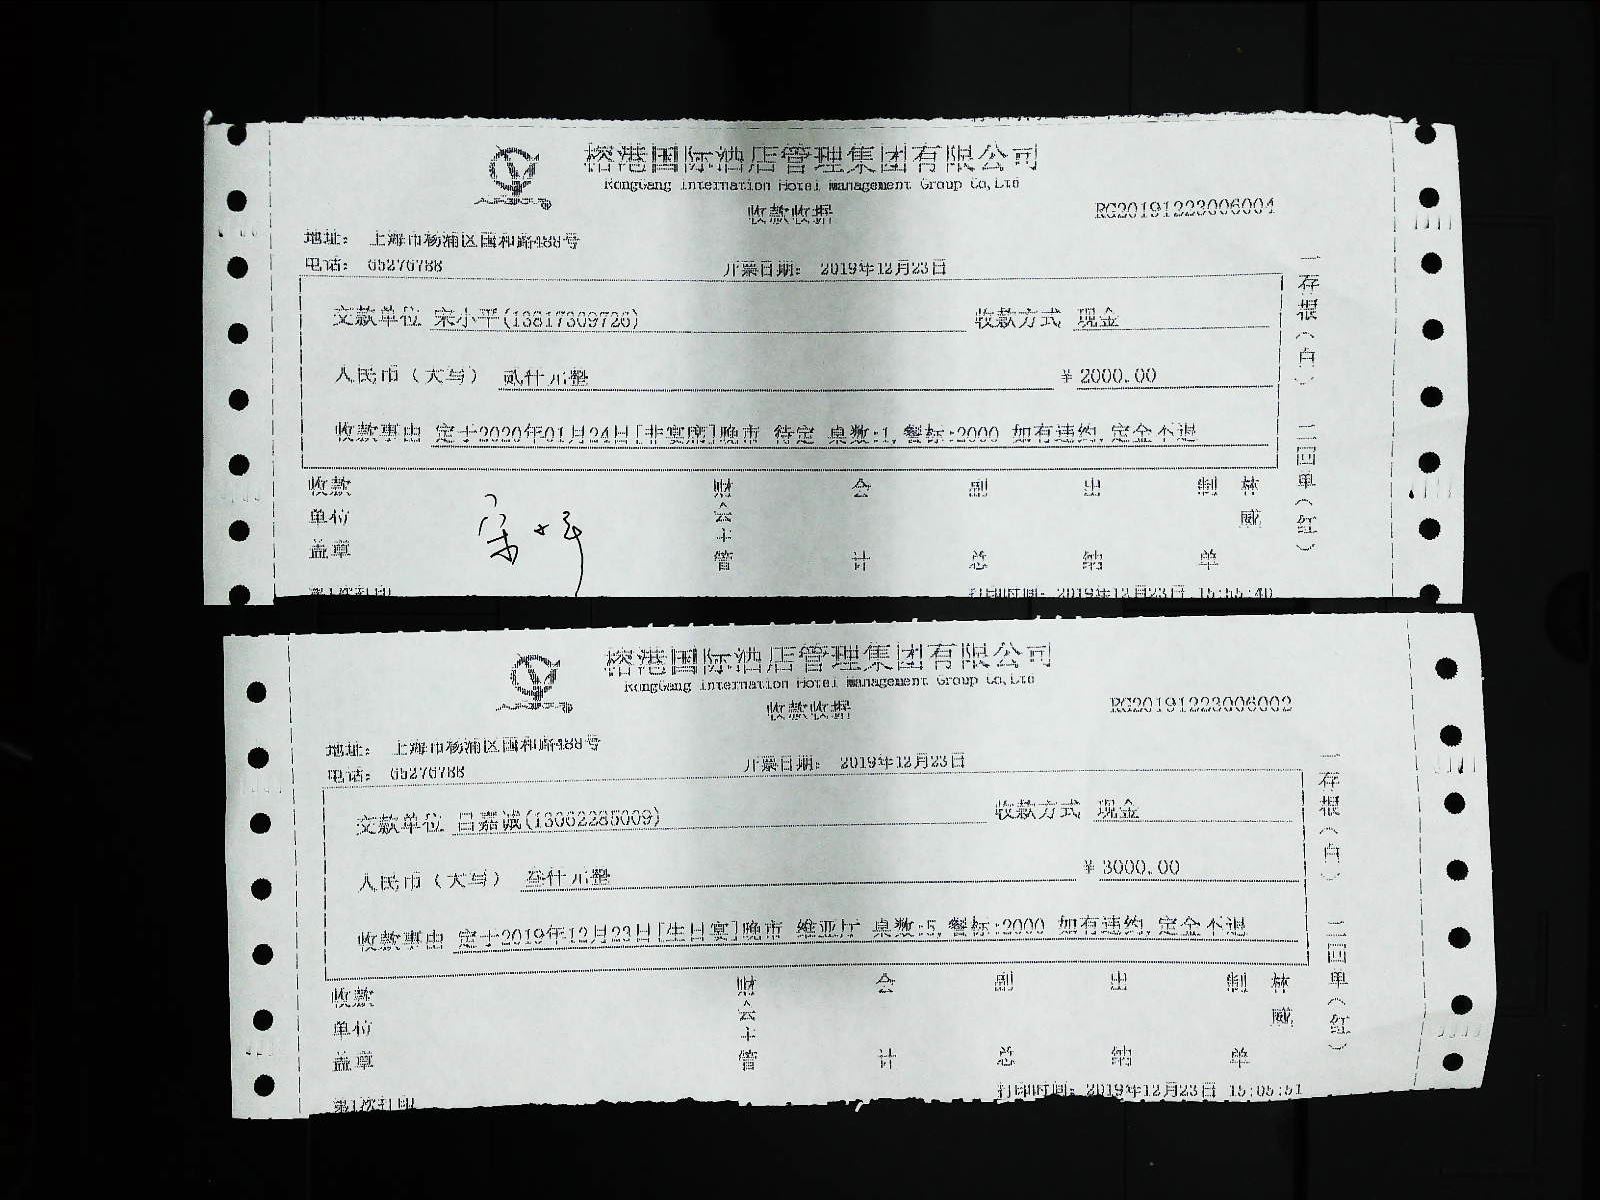 榕港国际酒店管理集团有限公司
RongGang Internation Hotel Management Group Co,Ltd
收款收据
RG20191223006004
地址： 上海市杨浦区国和路488号
电话： 65276788 开票日期： 2019年12月23日
交款单位 宋小平(13817309726) 收款方式 现金
人民币（大写） 贰仟元整 ¥ 2000.00
收款事由 定于2020年01月24日[非宴席]晚市 待定 桌数:1,餐标:2000 如有违约,定金不退
收款单位盖章 宋小平 财会主管 会计 副总 出纳 制单 林威
一存根（白） 二回单（红）
第1次打印 打印时间：2019年12月23日 15:55:40
榕港国际酒店管理集团有限公司
RongGang Internation Hotel Management Group Co,Ltd
收款收据
RG20191223006002
地址： 上海市杨浦区国和路488号
电话： 65276788 开票日期： 2019年12月23日
交款单位 吕嘉诚(13062285009) 收款方式 现金
人民币（大写） 叁仟元整 ¥ 3000.00
收款事由 定于2019年12月23日[生日宴]晚市 维亚厅 桌数:5,餐标:2000 如有违约,定金不退
收款单位盖章 财会主管 会计 副总 出纳 制单 林威
一存根（白） 二回单（红）
第1次打印 打印时间：2019年12月23日 15:05:51